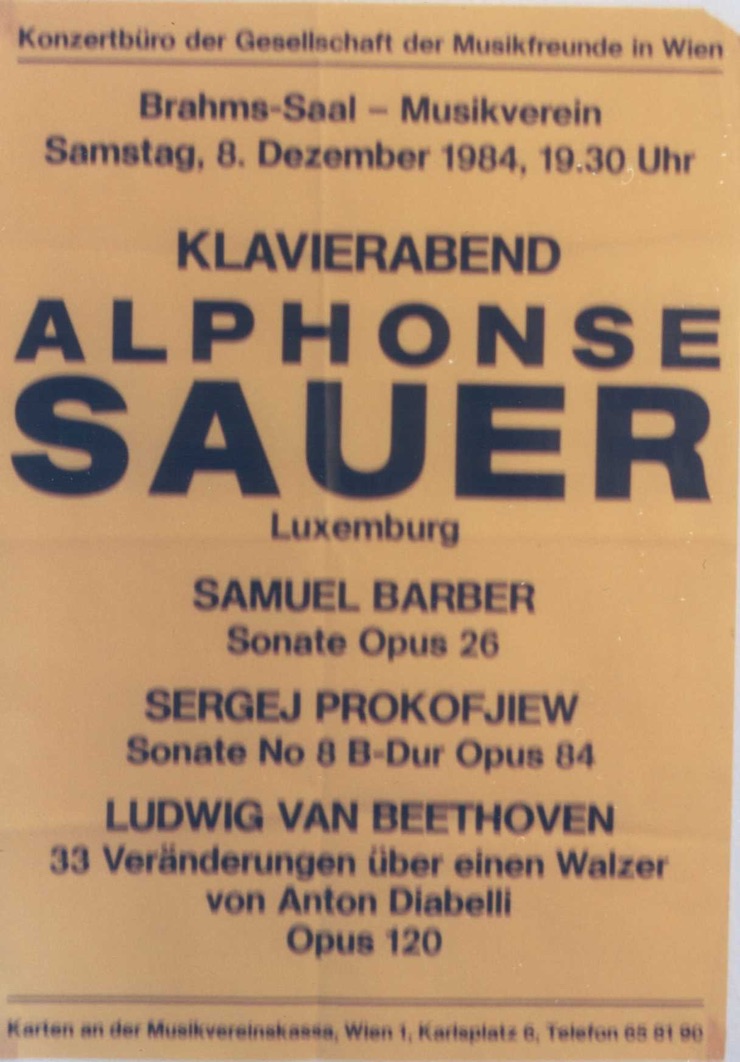 Konzertbüro der Gesellschaft der Musikfreunde in Wien
Brahms-Saal – Musikverein
Samstag, 8. Dezember 1984, 19.30 Uhr
KLAVIERABEND
ALPHONSE
SAUER
Luxemburg
SAMUEL BARBER
Sonate Opus 26
SERGEJ PROKOFJIEW
Sonate No 8 B-Dur Opus 84
LUDWIG VAN BEETHOVEN
33 Veränderungen über einen Walzer
von Anton Diabelli
Opus 120
Karten an der Musikvereinskassa, Wien 1, Karlsplatz 6, Telefon 65 81 90